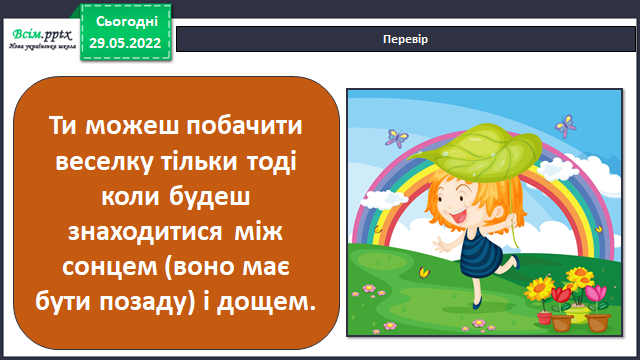 Всім.pptx
Нова українська школа
Сьогодні
29.05.2022
Перевір
Ти можеш побачити
веселку тільки тоді
коли будеш
знаходитися між
сонцем (воно має
бути позаду) і дощем.